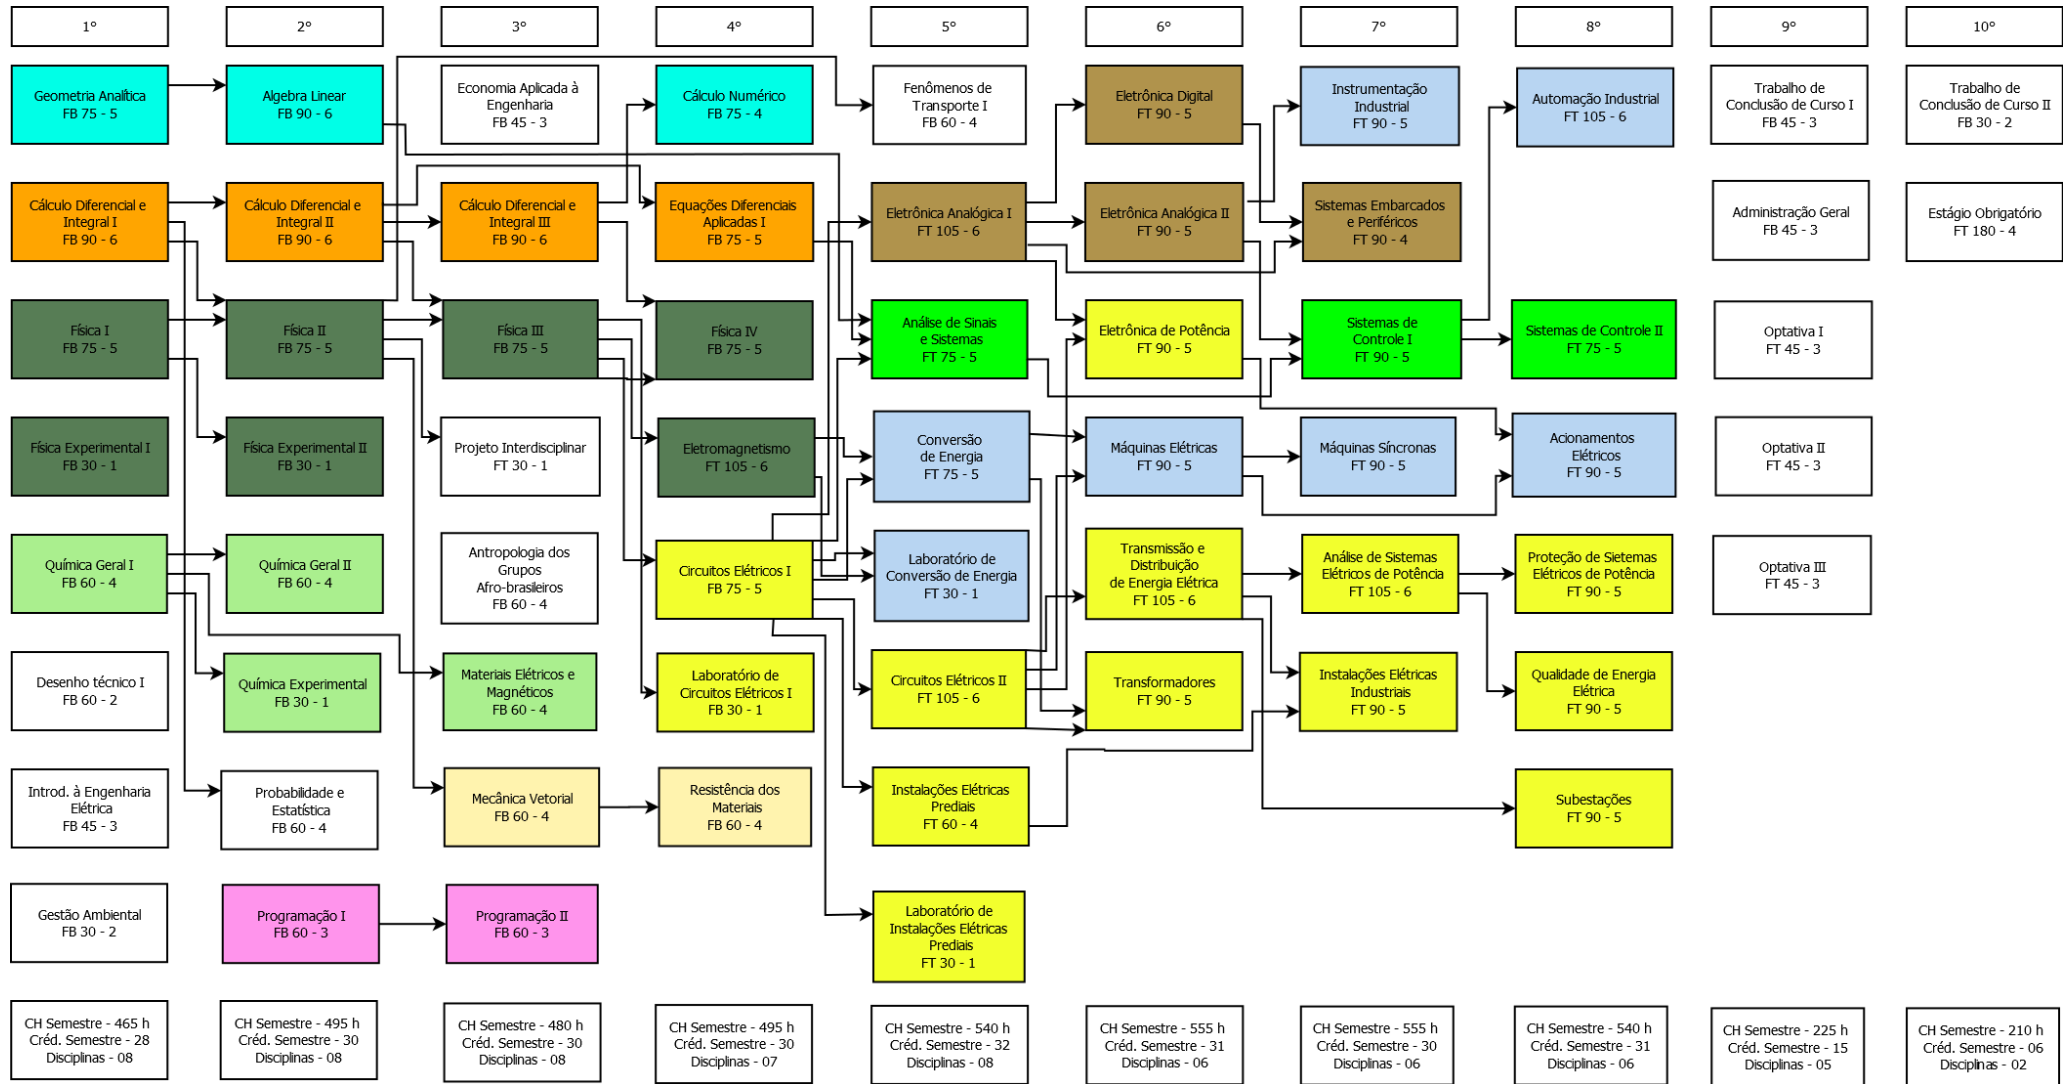 1°
2°
3°
4°
5°
6°
7°
8°
9°
10°
Geometria Analítica
FB 75 - 5
Algebra Linear
FB 90 - 6
Economia Aplicada à
Engenharia
FB 45 - 3
Cálculo Numérico
FB 75 - 4
Fenômenos de
Transporte I
FB 60 - 4
Eletrônica Digital
FT 90 - 5
Instrumentação
Industrial
FT 90 - 5
Automação Industrial
FT 105 - 6
Trabalho de
Conclusão de Curso I
FB 45 - 3
Trabalho de
Conclusão de Curso II
FB 30 - 2
Cálculo Diferencial e
Integral I
FB 90 - 6
Cálculo Diferencial e
Integral II
FB 90 - 6
Cálculo Diferencial e
Integral III
FB 90 - 6
Equações Diferenciais
Aplicadas I
FB 75 - 5
Eletrônica Analógica I
FT 105 - 6
Eletrônica Analógica II
FT 90 - 5
Sistemas Embarcados
e Periféricos
FT 90 - 4
Administração Geral
FB 45 - 3
Estágio Obrigatório
FT 180 - 4
Física I
FB 75 - 5
Física II
FB 75 - 5
Física III
FB 75 - 5
Física IV
FB 75 - 5
Análise de Sinais
e Sistemas
FT 75 - 5
Eletrônica de Potência
FT 90 - 5
Sistemas de
Controle I
FT 90 - 5
Sistemas de Controle II
FT 75 - 5
Optativa I
FT 45 - 3
Física Experimental I
FB 30 - 1
Física Experimental II
FB 30 - 1
Projeto Interdisciplinar
FT 30 - 1
Eletromagnetismo
FT 105 - 6
Conversão
de Energia
FT 75 - 5
Máquinas Elétricas
FT 90 - 5
Máquinas Síncronas
FT 90 - 5
Acionamentos
Elétricos
FT 90 - 5
Optativa II
FT 45 - 3
Química Geral I
FB 60 - 4
Química Geral II
FB 60 - 4
Antropologia dos
Grupos
Afro-brasileiros
FB 60 - 4
Circuitos Elétricos I
FB 75 - 5
Laboratório de
Conversão de Energia
FT 30 - 1
Transmissão e
Distribuição
de Energia Elétrica
FT 105 - 6
Análise de Sistemas
Elétricos de Potência
FT 105 - 6
Proteção de Sietemas
Elétricos de Potência
FT 90 - 5
Optativa III
FT 45 - 3
Desenho técnico I
FB 60 - 2
Química Experimental
FB 30 - 1
Materiais Elétricos e
Magnéticos
FB 60 - 4
Laboratório de
Circuitos Elétricos I
FB 30 - 1
Circuitos Elétricos II
FT 105 - 6
Transformadores
FT 90 - 5
Instalações Elétricas
Industriais
FT 90 - 5
Qualidade de Energia
Elétrica
FT 90 - 5
Introd. à Engenharia
Elétrica
FB 45 - 3
Probabilidade e
Estatística
FB 60 - 4
Mecânica Vetorial
FB 60 - 4
Resistência dos
Materiais
FB 60 - 4
Instalações Elétricas
Prediais
FT 60 - 4
Subestações
FT 90 - 5
Gestão Ambiental
FB 30 - 2
Programação I
FB 60 - 3
Programação II
FB 60 - 3
Laboratório de
Instalações Elétricas
Prediais
FT 30 - 1
CH Semestre - 465 h
Créd. Semestre - 28
Disciplinas - 08
CH Semestre - 495 h
Créd. Semestre - 30
Disciplinas - 08
CH Semestre - 480 h
Créd. Semestre - 30
Disciplinas - 08
CH Semestre - 495 h
Créd. Semestre - 30
Disciplinas - 07
CH Semestre - 540 h
Créd. Semestre - 32
Disciplinas - 08
CH Semestre - 555 h
Créd. Semestre - 31
Disciplinas - 06
CH Semestre - 555 h
Créd. Semestre - 30
Disciplinas - 06
CH Semestre - 540 h
Créd. Semestre - 31
Disciplinas - 06
CH Semestre - 225 h
Créd. Semestre - 15
Disciplinas - 05
CH Semestre - 210 h
Créd. Semestre - 06
Disciplinas - 02